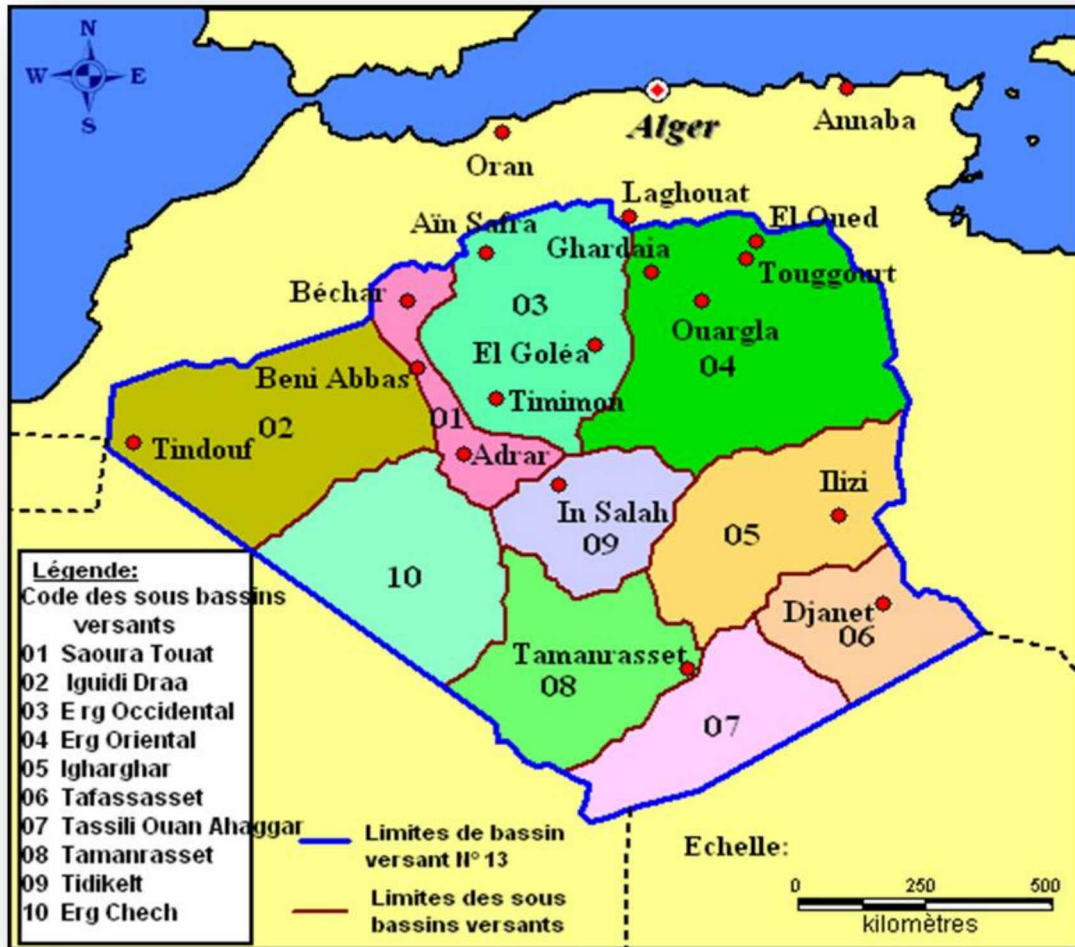 N
W E
S
Alger
Annaba
Oran
Laghouat
El Oued
Aïn Safra
Ghardaia
Touggourt
Béchar
03
Ouargla
El Goléa
04
Beni Abbas
Timimon
01
02
Tindouf
Adrar
Ilizi
In Salah
05
09
10
Djanet
06
Tamanrasset
08
07
Légende:
Code des sous bassins
versants
01 Saoura Touat
02 Iguidi Draa
03 E rg Occidental
04 Erg Oriental
05 Igharghar
06 Tafassasset
07 Tassili Ouan Ahaggar
08 Tamanrasset
09 Tidikelt
10 Erg Chech
Limites de bassin
versant N° 13
Limites des sous
bassins versants
Echelle:
0 250 500
kilomètres